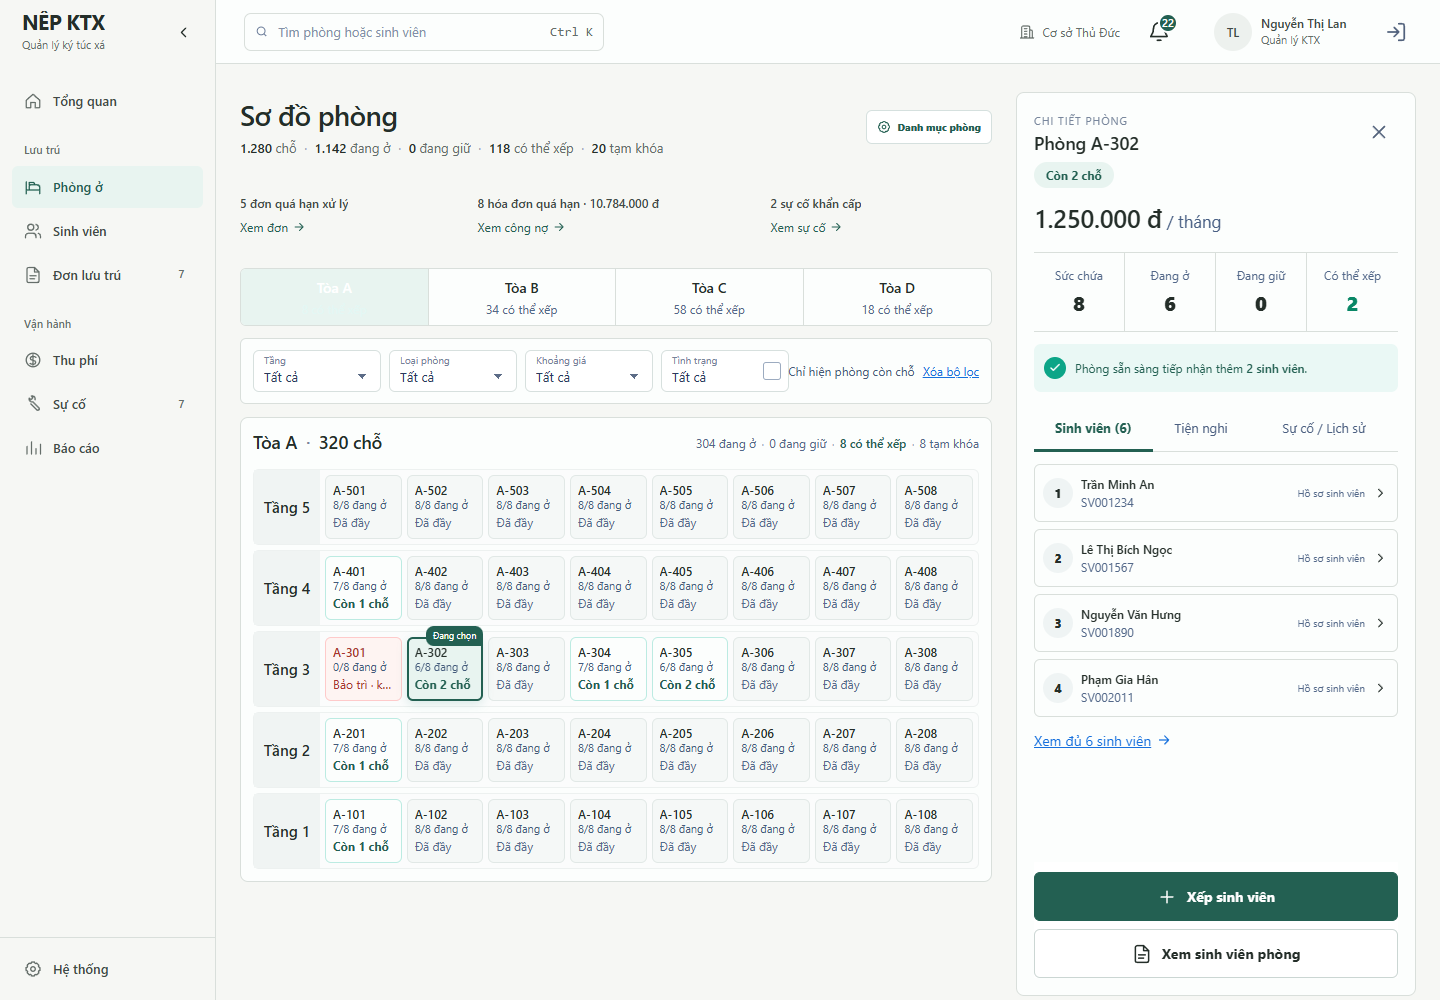 NẾP KTX
Quản lý ký túc xá
Tổng quan
Lưu trú
Phòng ở
Sinh viên
Đơn lưu trú 7
Vận hành
Thu phí
Sự cố 7
Báo cáo
Hệ thống
Tìm phòng hoặc sinh viên Ctrl K
Cơ sở Thủ Đức
22
TL
Nguyễn Thị Lan
Quản lý KTX
Sơ đồ phòng
1.280 chỗ · 1.142 đang ở · 0 đang giữ · 118 có thể xếp · 20 tạm khóa
Danh mục phòng
5 đơn quá hạn xử lý
Xem đơn
8 hóa đơn quá hạn · 10.784.000 đ
Xem công nợ
2 sự cố khẩn cấp
Xem sự cố
Tòa A
Tòa B
34 có thể xếp
Tòa C
58 có thể xếp
Tòa D
18 có thể xếp
Tầng
Tất cả
Loại phòng
Tất cả
Khoảng giá
Tất cả
Tình trạng
Tất cả
Chỉ hiện phòng còn chỗ
Xóa bộ lọc
Tòa A · 320 chỗ
304 đang ở · 0 đang giữ · 8 có thể xếp · 8 tạm khóa
Tầng 5
A-501
8/8 đang ở
Đã đầy
A-502
8/8 đang ở
Đã đầy
A-503
8/8 đang ở
Đã đầy
A-504
8/8 đang ở
Đã đầy
A-505
8/8 đang ở
Đã đầy
A-506
8/8 đang ở
Đã đầy
A-507
8/8 đang ở
Đã đầy
A-508
8/8 đang ở
Đã đầy
Tầng 4
A-401
7/8 đang ở
Còn 1 chỗ
A-402
8/8 đang ở
Đã đầy
A-403
8/8 đang ở
Đã đầy
A-404
8/8 đang ở
Đã đầy
A-405
8/8 đang ở
Đã đầy
A-406
8/8 đang ở
Đã đầy
A-407
8/8 đang ở
Đã đầy
A-408
8/8 đang ở
Đã đầy
Tầng 3
A-301
0/8 đang ở
Bảo trì · k...
Đang chọn
A-302
6/8 đang ở
Còn 2 chỗ
A-303
8/8 đang ở
Đã đầy
A-304
7/8 đang ở
Còn 1 chỗ
A-305
6/8 đang ở
Còn 2 chỗ
A-306
8/8 đang ở
Đã đầy
A-307
8/8 đang ở
Đã đầy
A-308
8/8 đang ở
Đã đầy
Tầng 2
A-201
7/8 đang ở
Còn 1 chỗ
A-202
8/8 đang ở
Đã đầy
A-203
8/8 đang ở
Đã đầy
A-204
8/8 đang ở
Đã đầy
A-205
8/8 đang ở
Đã đầy
A-206
8/8 đang ở
Đã đầy
A-207
8/8 đang ở
Đã đầy
A-208
8/8 đang ở
Đã đầy
Tầng 1
A-101
7/8 đang ở
Còn 1 chỗ
A-102
8/8 đang ở
Đã đầy
A-103
8/8 đang ở
Đã đầy
A-104
8/8 đang ở
Đã đầy
A-105
8/8 đang ở
Đã đầy
A-106
8/8 đang ở
Đã đầy
A-107
8/8 đang ở
Đã đầy
A-108
8/8 đang ở
Đã đầy
CHI TIẾT PHÒNG
Phòng A-302
Còn 2 chỗ
1.250.000 đ / tháng
Sức chứa
8
Đang ở
6
Đang giữ
0
Có thể xếp
2
Phòng sẵn sàng tiếp nhận thêm 2 sinh viên.
Sinh viên (6)
Tiện nghi
Sự cố / Lịch sử
1
Trần Minh An
SV001234
Hồ sơ sinh viên
2
Lê Thị Bích Ngọc
SV001567
Hồ sơ sinh viên
3
Nguyễn Văn Hưng
SV001890
Hồ sơ sinh viên
4
Phạm Gia Hân
SV002011
Hồ sơ sinh viên
Xem đủ 6 sinh viên
Xếp sinh viên
Xem sinh viên phòng